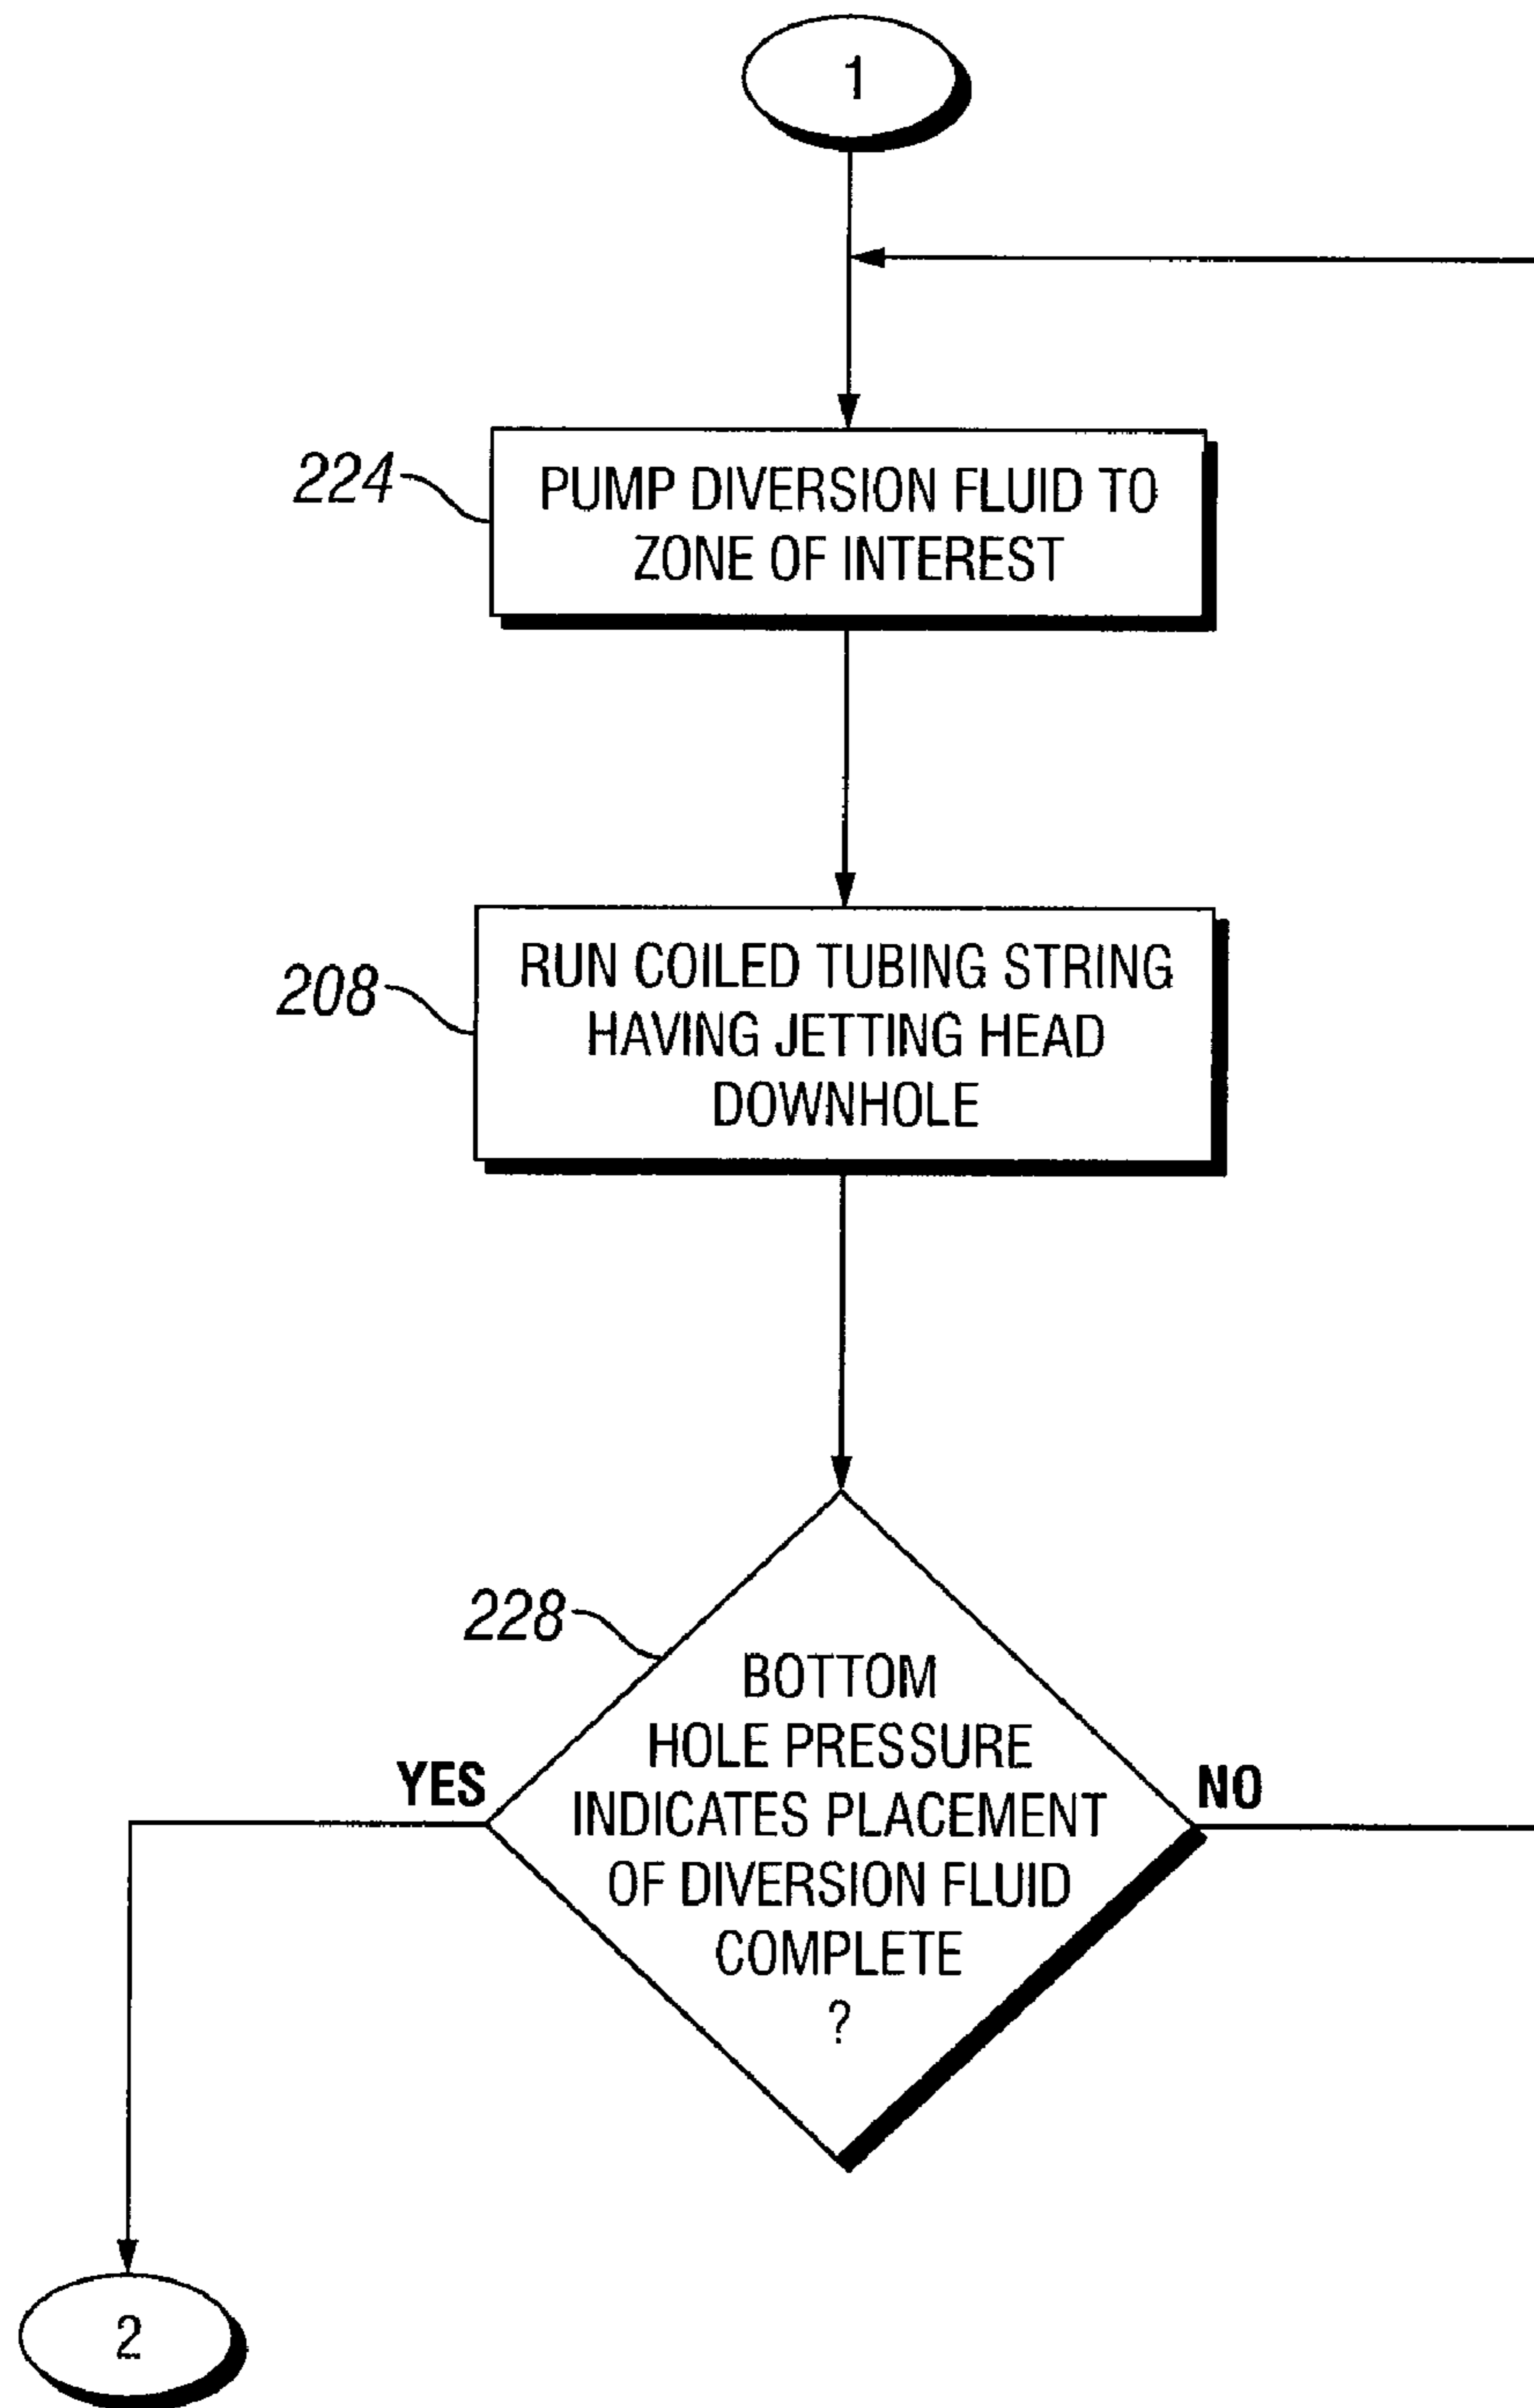 1
224
PUMP DIVERSION FLUID TO
ZONE OF INTEREST
208
RUN COILED TUBING STRING
HAVING JETTING HEAD
DOWNHOLE
228
BOTTOM
HOLE PRESSURE
INDICATES PLACEMENT
OF DIVERSION FLUID
COMPLETE
?
YES
NO
2